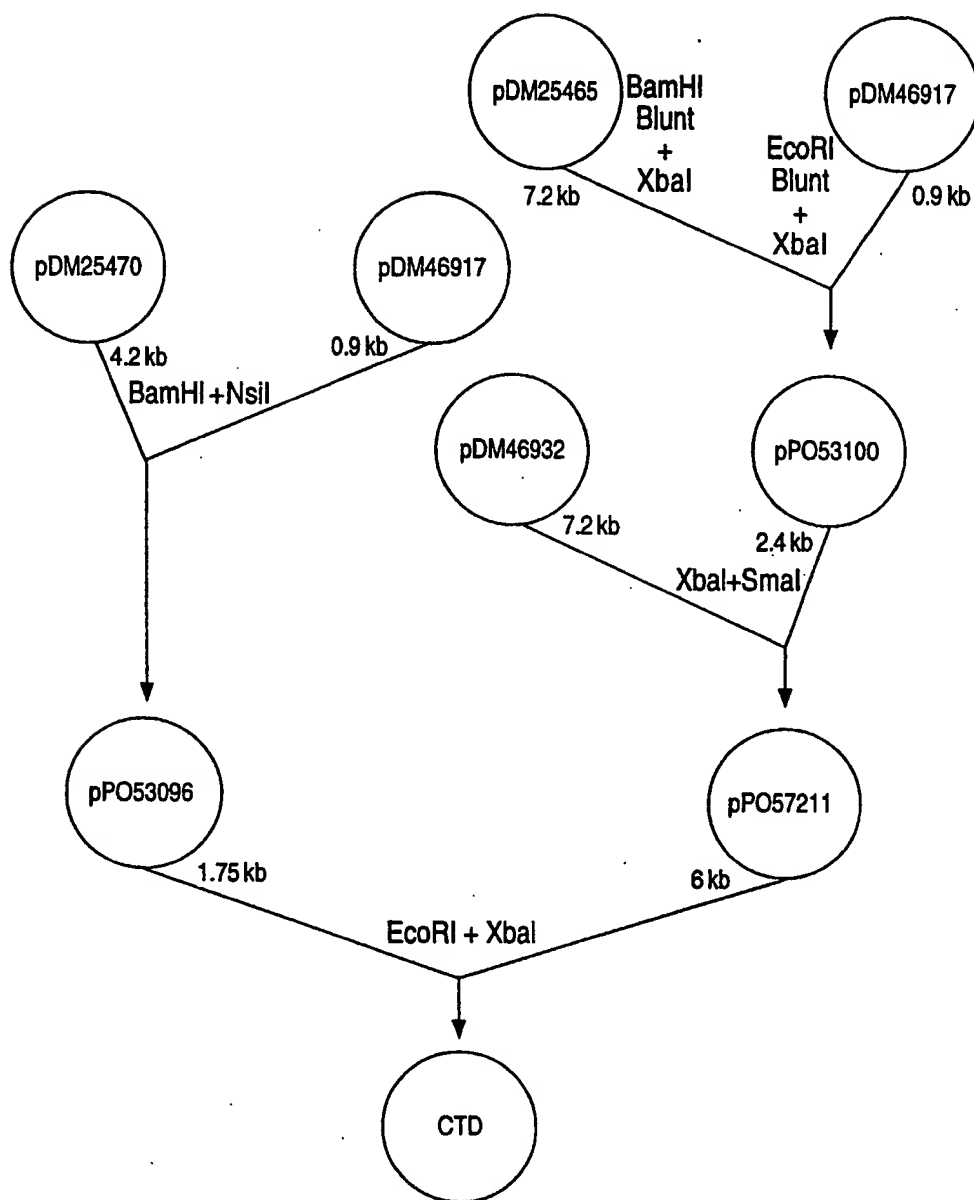 pDM25465
BamHI
Blunt
+
XbaI
7.2 kb
pDM46917
EcoRI
Blunt
+
XbaI
0.9 kb
pDM25470
pDM46917
4.2 kb
0.9 kb
BamHI +NsiI
pDM46932
pPO53100
7.2 kb
2.4 kb
XbaI+SmaI
pPO53096
pPO57211
1.75 kb
6 kb
EcoRI + XbaI
CTD